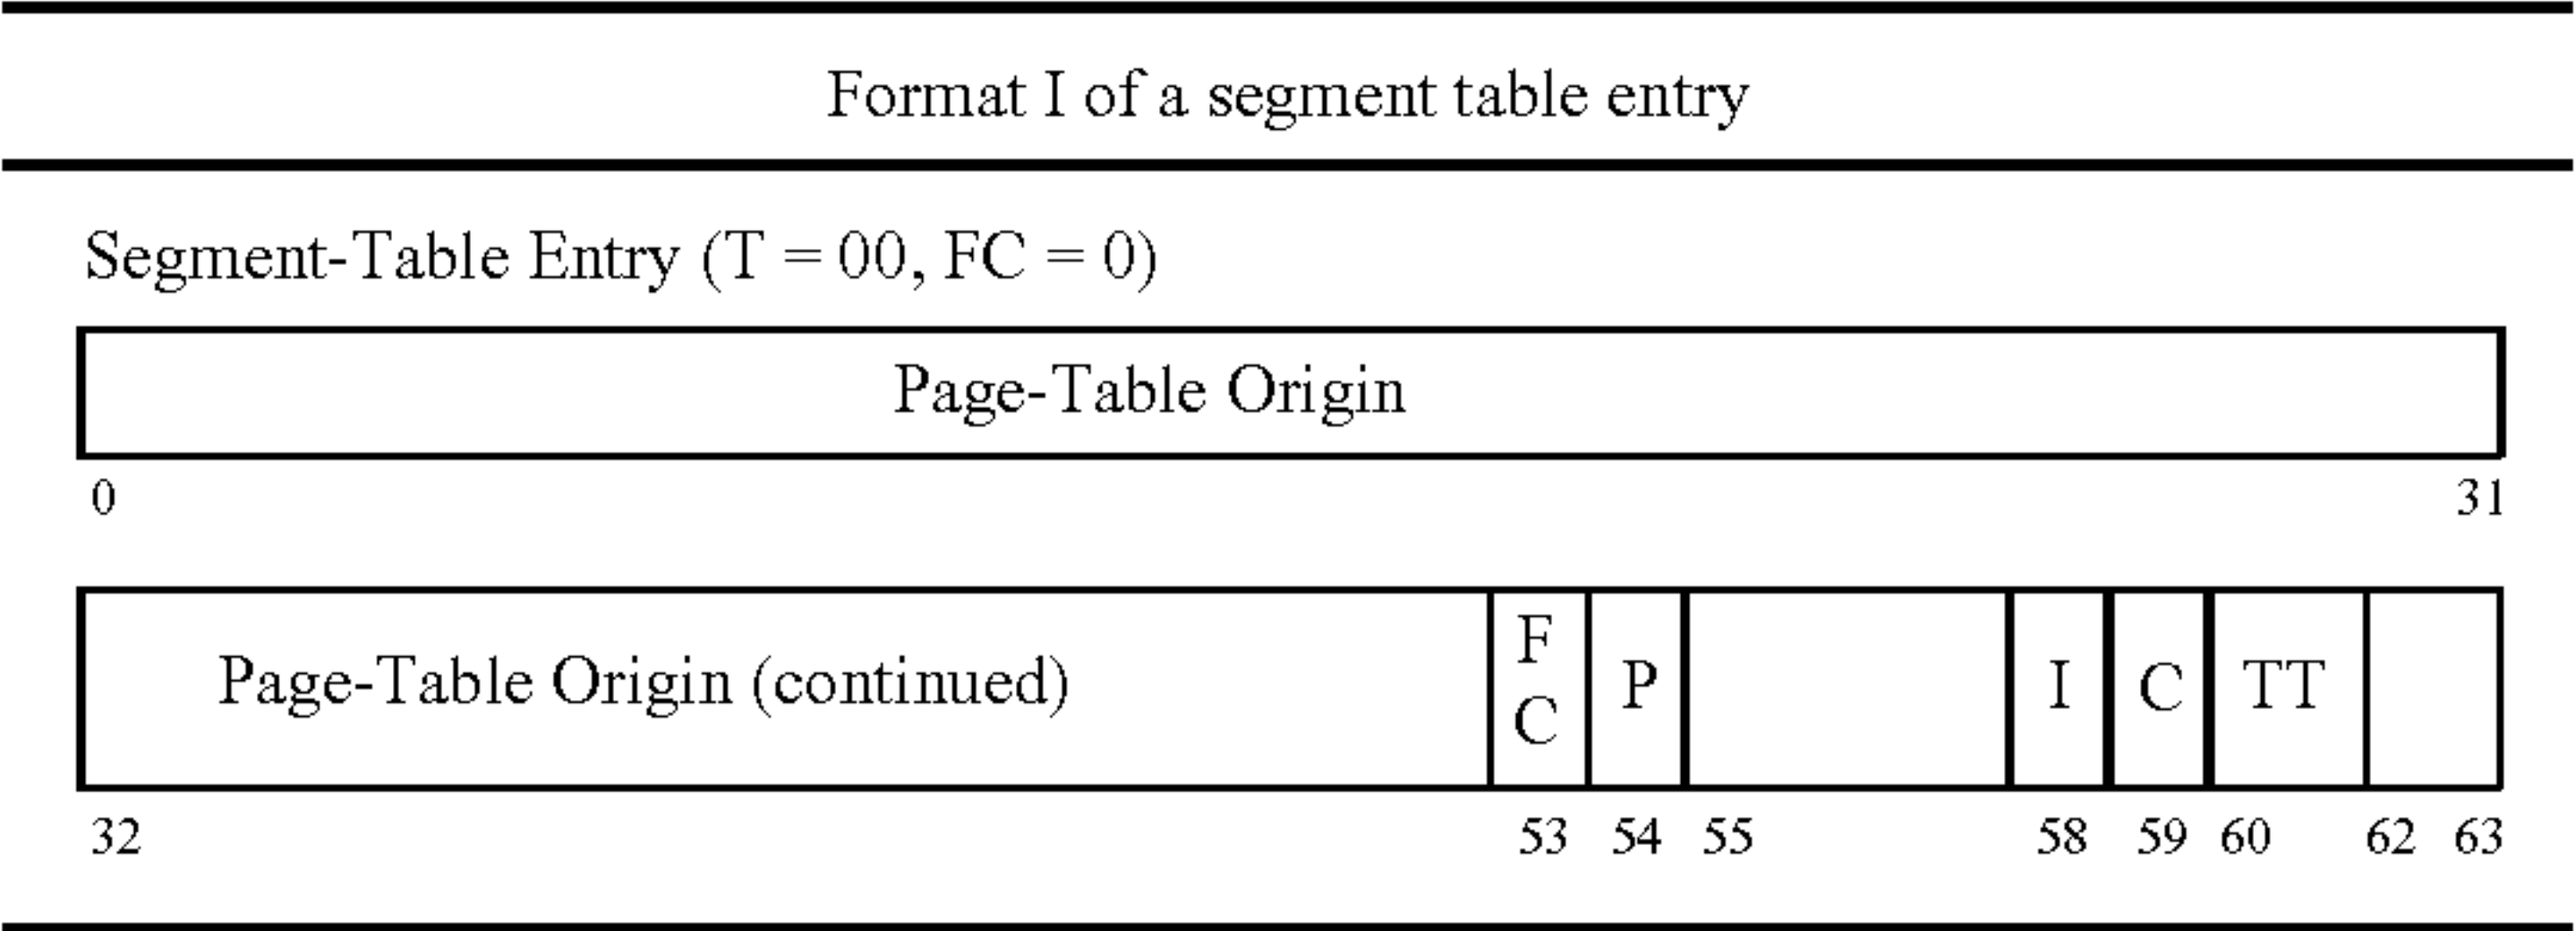 Format I of a segment table entry
Segment-Table Entry (T = 00, FC = 0)
Page-Table Origin
0 31
Page-Table Origin (continued) F C P I C TT
32 53 54 55 58 59 60 62 63